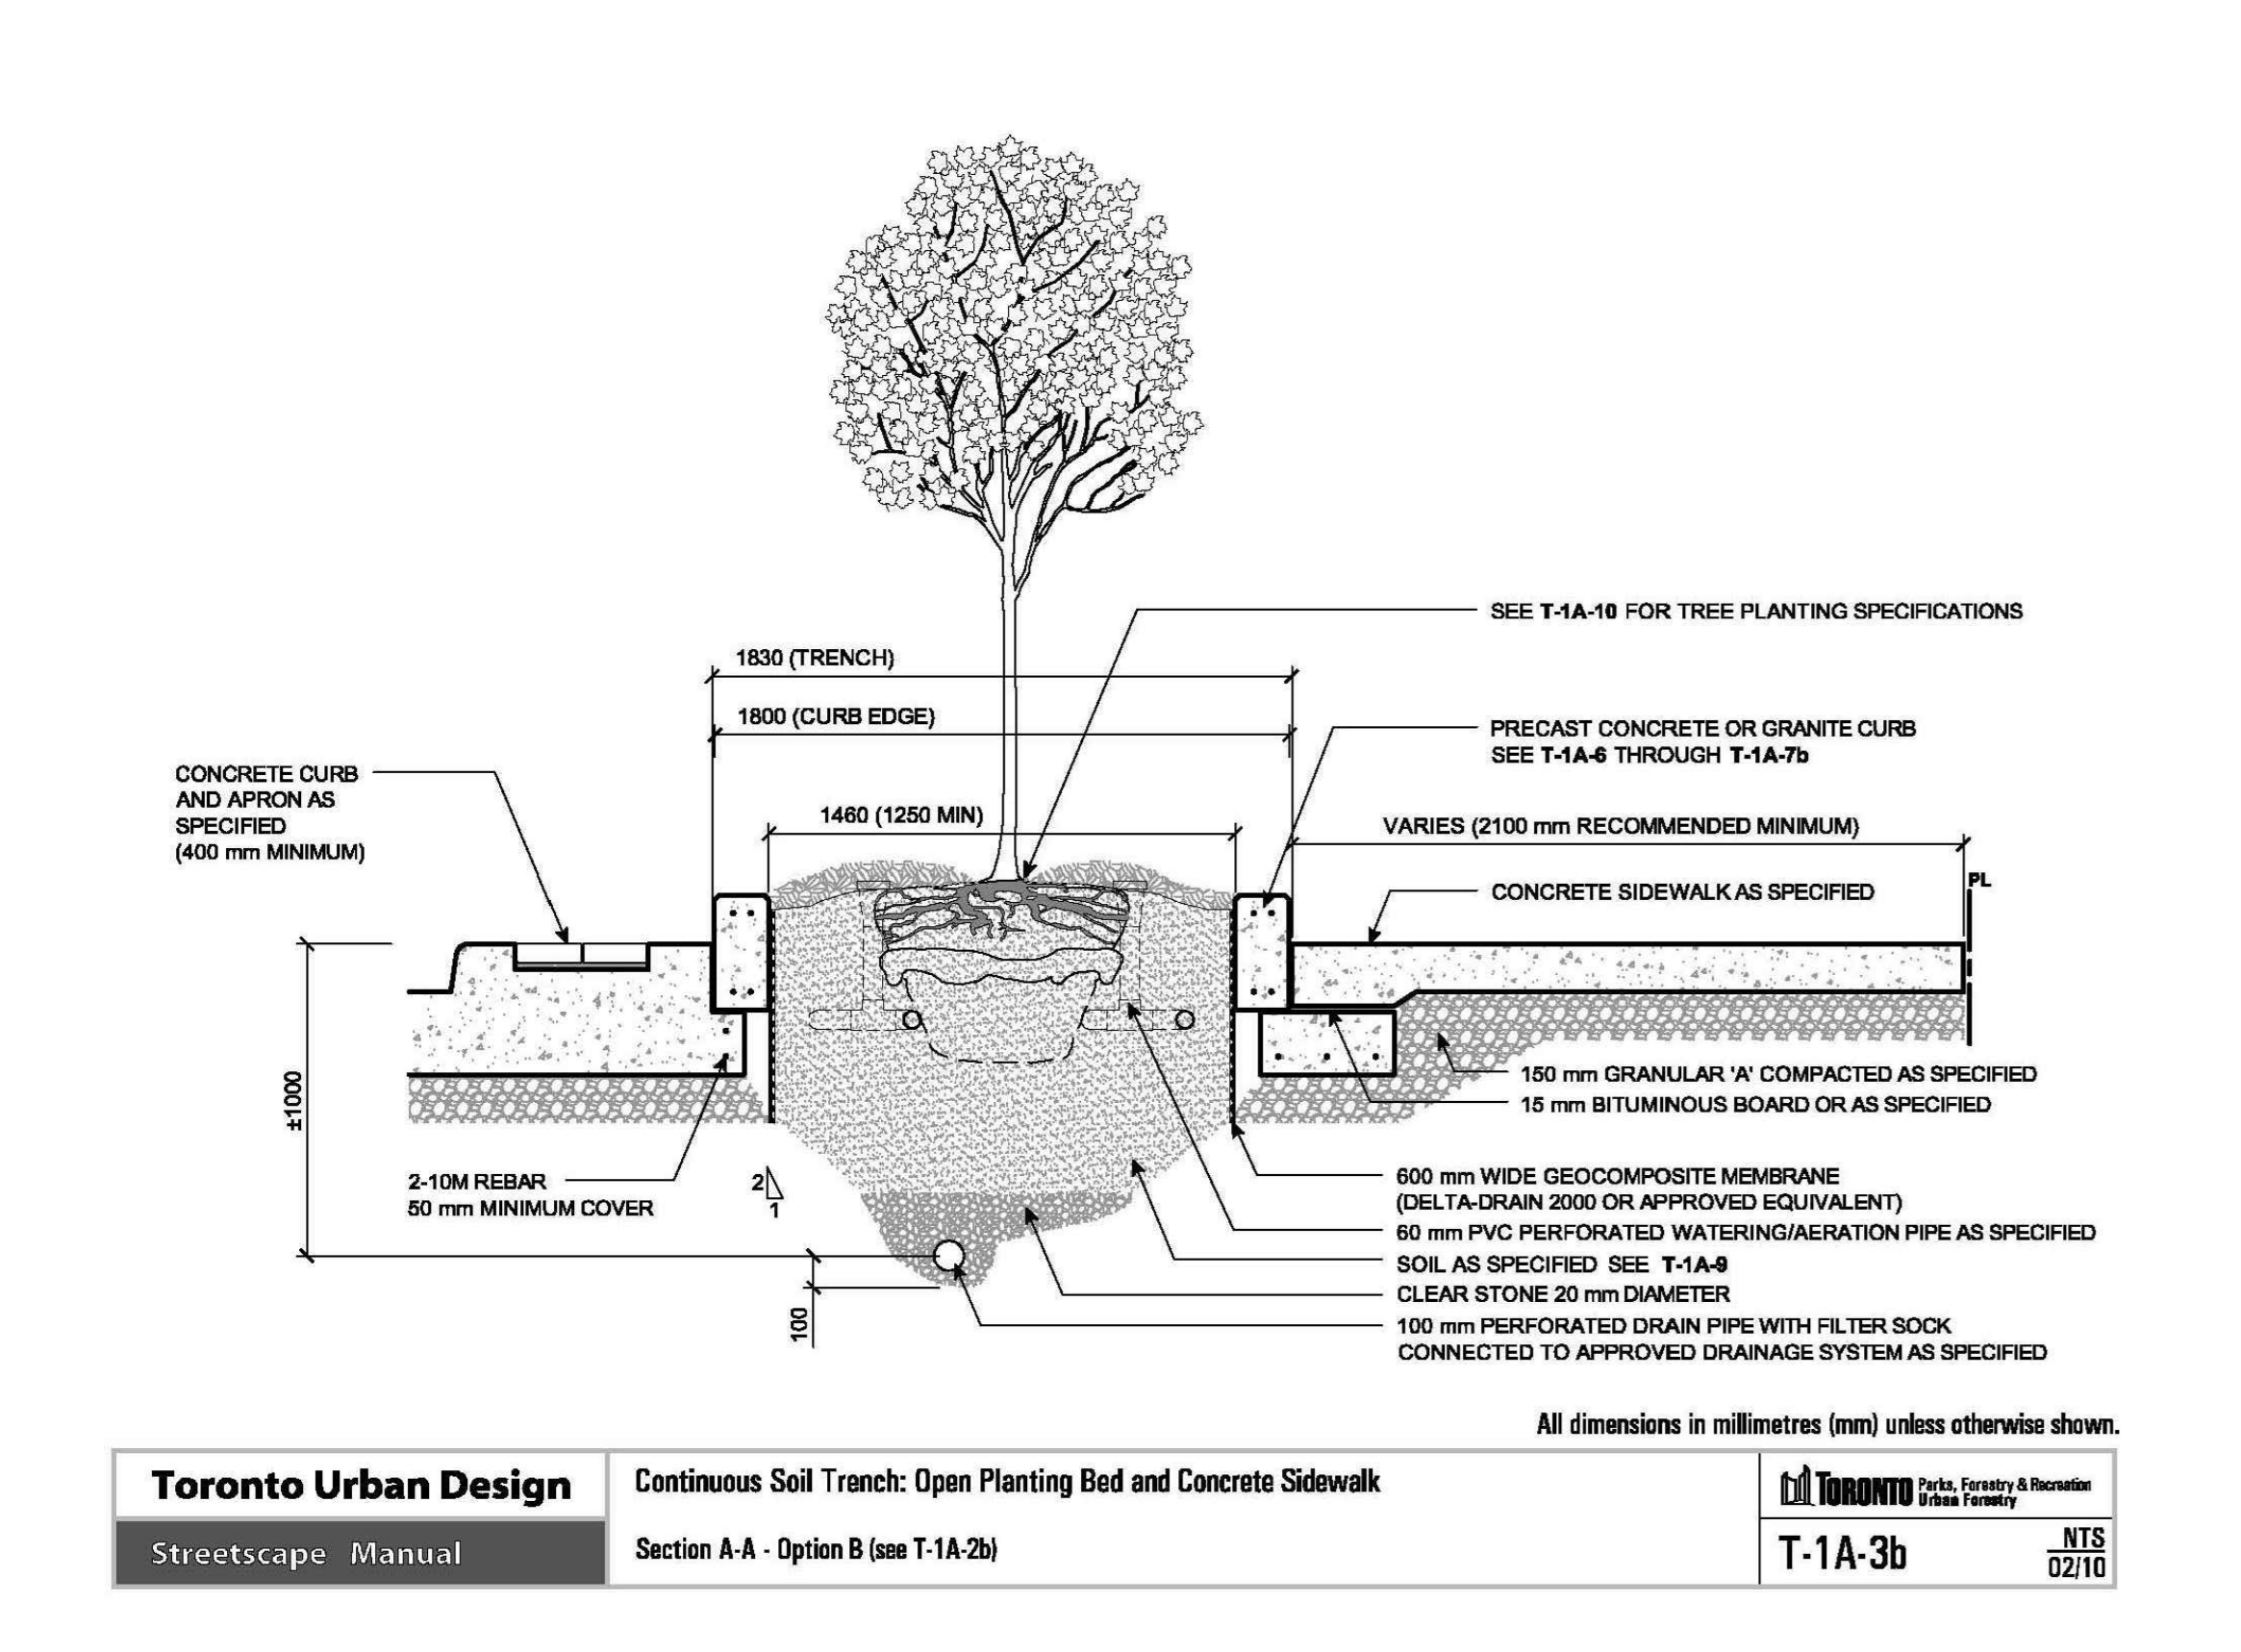 SEE T-1A-10 FOR TREE PLANTING SPECIFICATIONS
1830 (TRENCH)
1800 (CURB EDGE)
PRECAST CONCRETE OR GRANITE CURB
SEE T-1A-6 THROUGH T-1A-7b
CONCRETE CURB
AND APRON AS
SPECIFIED
(400 mm MINIMUM)
1460 (1250 MIN)
VARIES (2100 mm RECOMMENDED MINIMUM)
PL
CONCRETE SIDEWALK AS SPECIFIED
±1000
150 mm GRANULAR 'A' COMPACTED AS SPECIFIED
15 mm BITUMINOUS BOARD OR AS SPECIFIED
2-10M REBAR
50 mm MINIMUM COVER
2
1
600 mm WIDE GEOCOMPOSITE MEMBRANE
(DELTA-DRAIN 2000 OR APPROVED EQUIVALENT)
60 mm PVC PERFORATED WATERING/AERATION PIPE AS SPECIFIED
SOIL AS SPECIFIED SEE T-1A-9
CLEAR STONE 20 mm DIAMETER
100
100 mm PERFORATED DRAIN PIPE WITH FILTER SOCK
CONNECTED TO APPROVED DRAINAGE SYSTEM AS SPECIFIED
All dimensions in millimetres (mm) unless otherwise shown.
Toronto Urban Design
Streetscape Manual
Continuous Soil Trench: Open Planting Bed and Concrete Sidewalk
Section A-A - Option B (see T-1A-2b)
TORONTO Parks, Forestry & Recreation
Urban Forestry
T-1A-3b
NTS
02/10